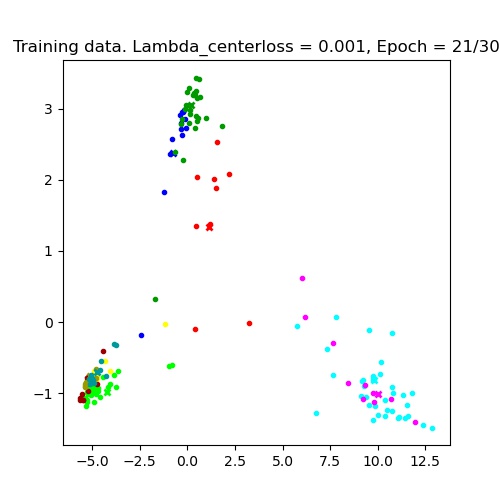 Training data. Lambda_centerloss = 0.001, Epoch = 21/30
3
2
1
0
−1
−5.0 −2.5 0.0 2.5 5.0 7.5 10.0 12.5